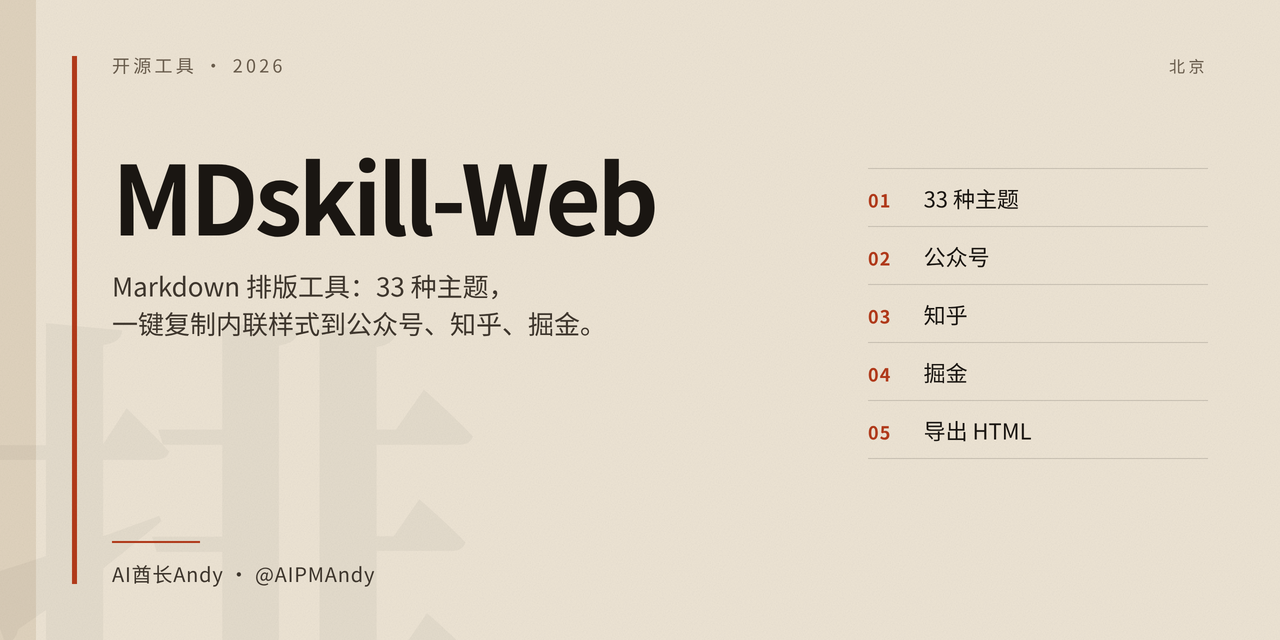 开源工具 · 2026
北京
MDskill-Web
Markdown 排版工具：33 种主题，
一键复制内联样式到公众号、知乎、掘金。
01 33 种主题
02 公众号
03 知乎
04 掘金
05 导出 HTML
排
AI酋长Andy · @AIPMAndy